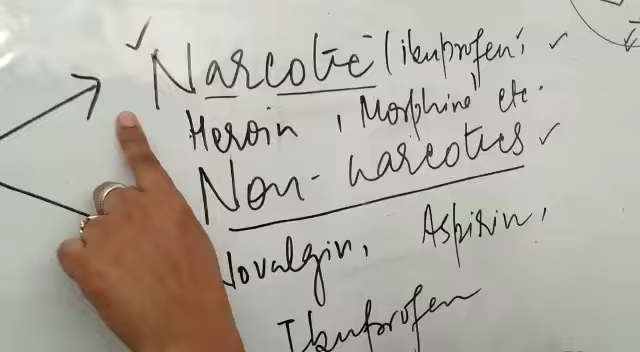 Narcotic (ibuprofen,
Heroin, Morphine etc.
Non-narcotics
Novalgin, Aspirin,
Ibuprofen